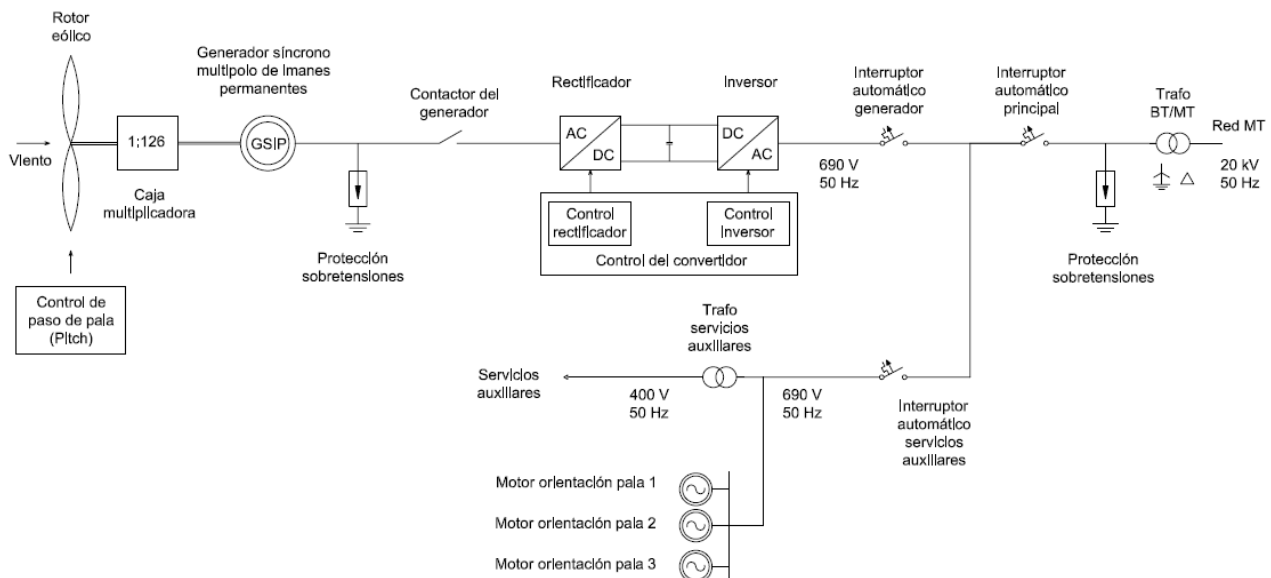 Rotor
eólico
Viento
Control de
paso de pala
(Pitch)
1:126
Caja
multiplicadora
Generador síncrono
multipolo de imanes
permanentes
GSIP
Protección
sobretensiones
Contactor del
generador
Rectificador
AC
DC
Inversor
DC
AC
Control
rectificador
Control
inversor
Control del convertidor
690 V
50 Hz
Interruptor
automático
generador
Interruptor
automático
principal
Protección
sobretensiones
Trafo
BT/MT
Red MT
20 kV
50 Hz
Trafo
servicios
auxiliares
Servicios
auxiliares
400 V
50 Hz
690 V
50 Hz
Interruptor
automático
servicios
auxiliares
Motor orientación pala 1
Motor orientación pala 2
Motor orientación pala 3